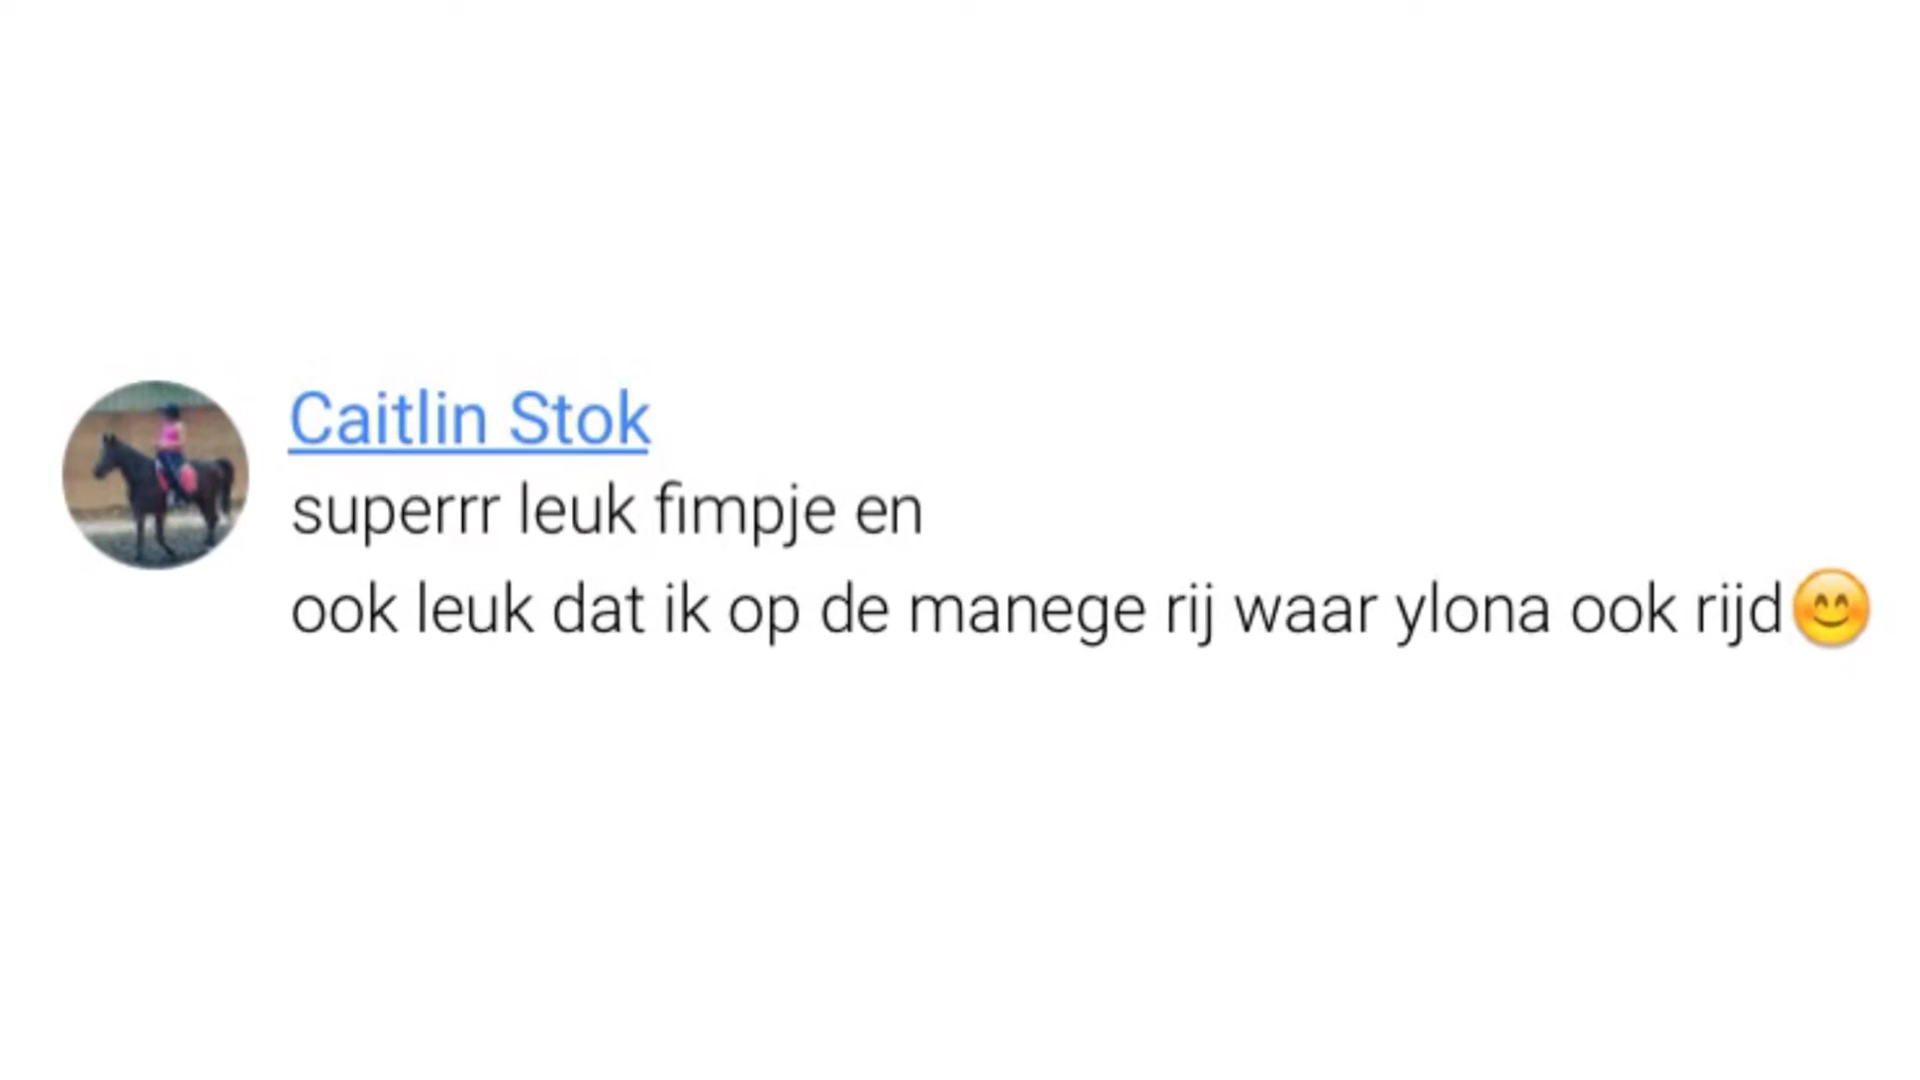 Caitlin Stok
superrr leuk fimpje en
ook leuk dat ik op de manege rij waar ylona ook rijd😊